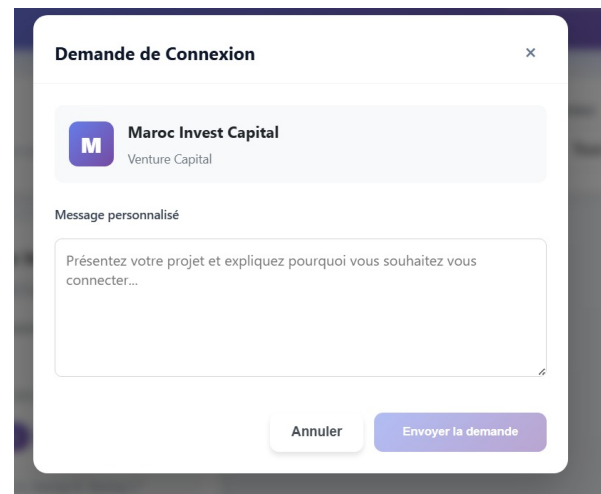 Demande de Connexion
×
M
Maroc Invest Capital
Venture Capital
Message personnalisé
Présentez votre projet et expliquez pourquoi vous souhaitez vous
connecter...
Annuler
Envoyer la demande